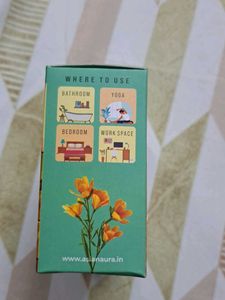 WHERE TO USE
BATHROOM YOGA
BEDROOM WORK SPACE
www.asianaura.in